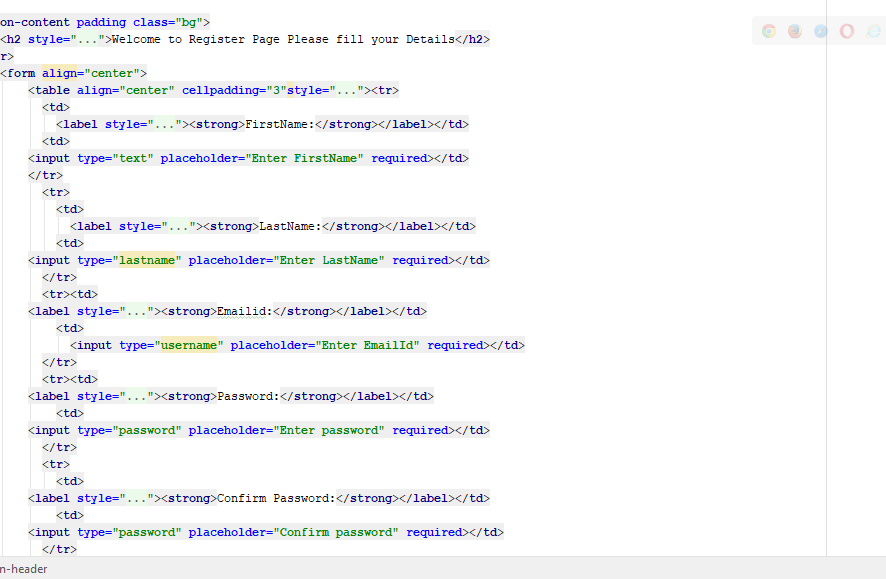 on-content padding class="bg">
<h2 style="...">Welcome to Register Page Please fill your Details</h2>
r>
<form align="center">
<table align="center" cellpadding="3"style="..."><tr>
<td>
<label style="..."><strong>FirstName:</strong></label></td>
<td>
<input type="text" placeholder="Enter FirstName" required></td>
</tr>
<tr>
<td>
<label style="..."><strong>LastName:</strong></label></td>
<td>
<input type="lastname" placeholder="Enter LastName" required></td>
</tr>
<tr><td>
<label style="..."><strong>Emailid:</strong></label></td>
<td>
<input type="username" placeholder="Enter EmailId" required></td>
</tr>
<tr><td>
<label style="..."><strong>Password:</strong></label></td>
<td>
<input type="password" placeholder="Enter password" required></td>
</tr>
<tr>
<td>
<label style="..."><strong>Confirm Password:</strong></label></td>
<td>
<input type="password" placeholder="Confirm password" required></td>
</tr>
n-header